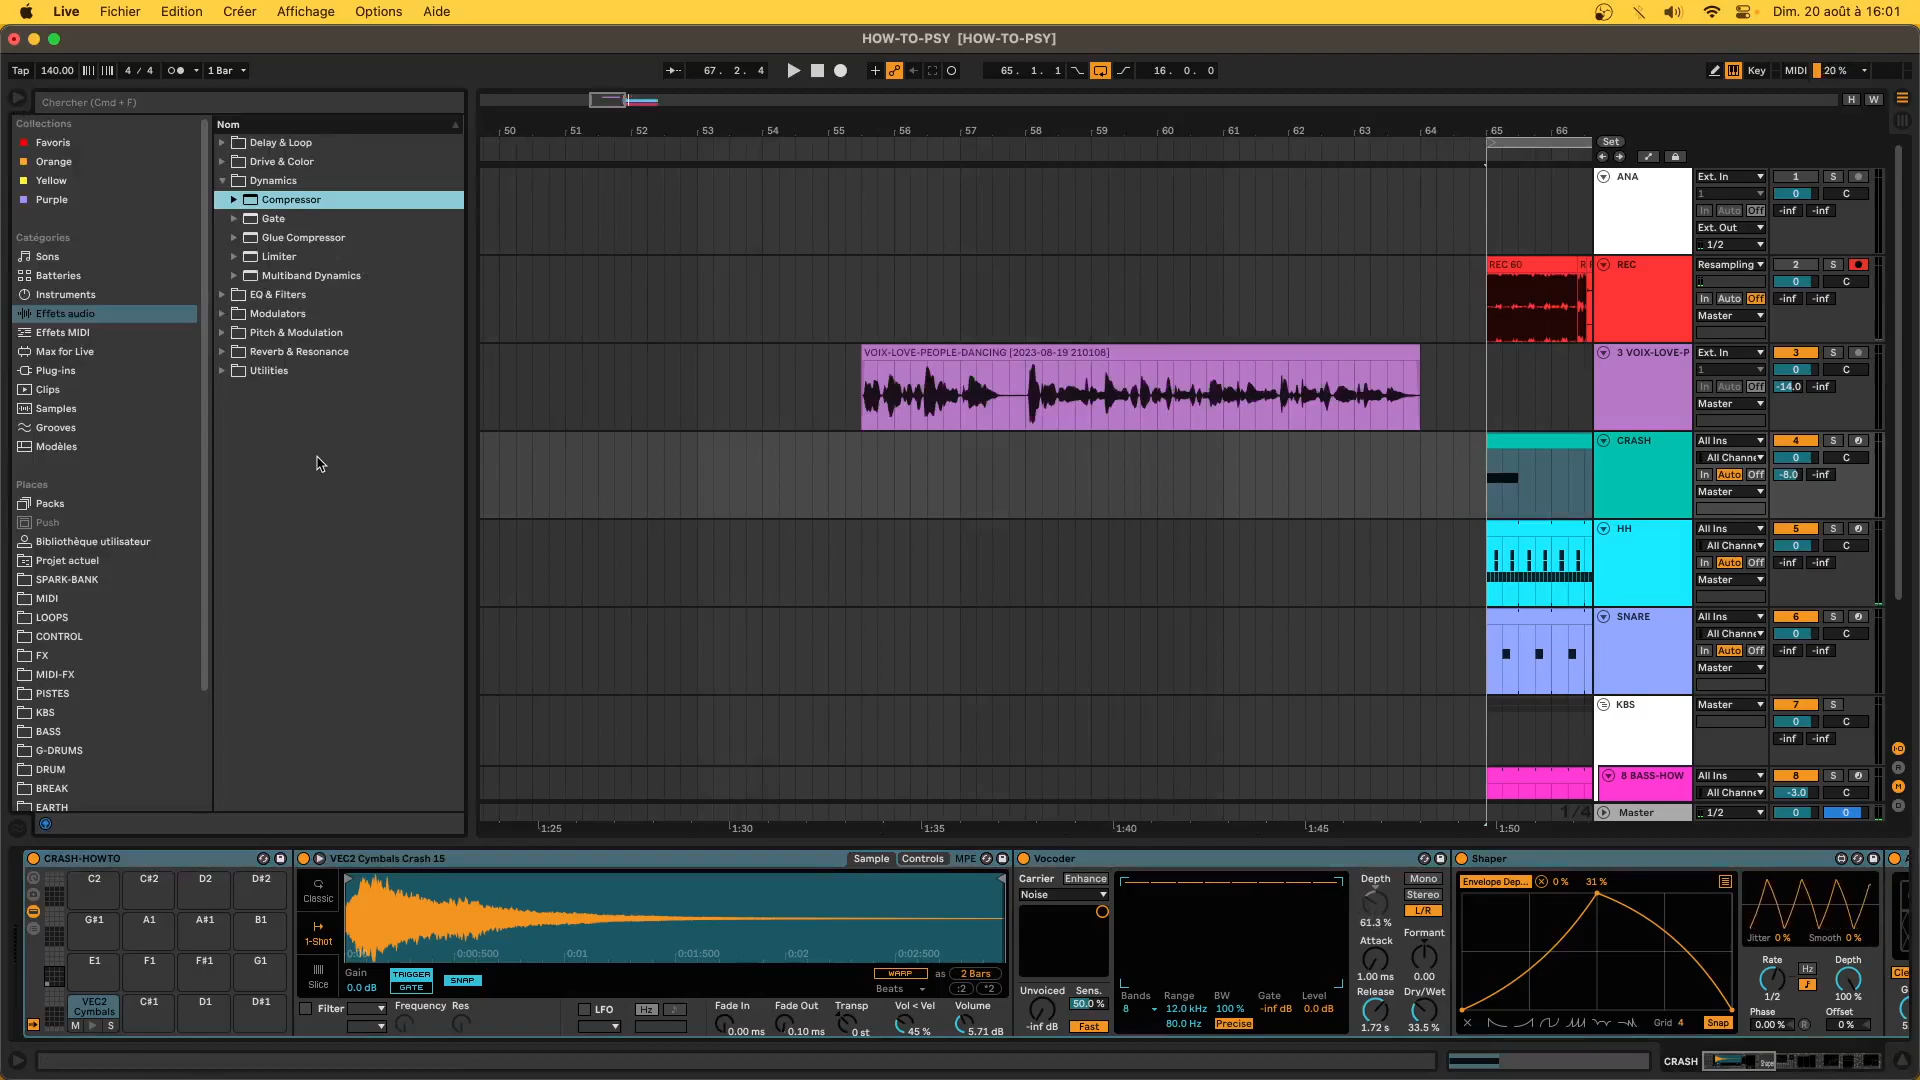 Live Fichier Edition Créer Affichage Options Aide Dim. 20 août à 16:01
HOW-TO-PSY [HOW-TO-PSY]
Tap 140.00 4 / 4 1 Bar 67. 2. 4 65. 1. 1 16. 0. 0 Key MIDI 20 %
Chercher (Cmd + F)
H W
Collections
Favoris
Orange
Yellow
Purple
Catégories
Sons
Batteries
Instruments
Effets audio
Effets MIDI
Max for Live
Plug-ins
Clips
Samples
Grooves
Modèles
Places
Packs
Push
Bibliothèque utilisateur
Projet actuel
SPARK-BANK
MIDI
LOOPS
CONTROL
FX
MIDI-FX
PISTES
KBS
BASS
G-DRUMS
DRUM
BREAK
EARTH
Nom
Delay & Loop
Drive & Color
Dynamics
Compressor
Gate
Glue Compressor
Limiter
Multiband Dynamics
EQ & Filters
Modulators
Pitch & Modulation
Reverb & Resonance
Utilities
50 51 52 53 54 55 56 57 58 59 60 61 62 63 64 65 66
Set
ANA Ext. In 1 S
1 0 C
In Auto Off -inf -inf
Ext. Out
1/2
REC 60 REC Resampling 2 S
0 C
In Auto Off -inf -inf
Master
VOIX-LOVE-PEOPLE-DANCING [2023-08-19 210108] 3 VOIX-LOVE-P Ext. In 3 S
1 0 C
In Auto Off -14.0 -inf
Master
CRASH All Ins 4 S
All Channe 0 C
In Auto Off -8.0 -inf
Master
HH All Ins 5 S
All Channe 0 C
In Auto Off -inf -inf
Master
SNARE All Ins 6 S
All Channe 0 C
In Auto Off -inf -inf
Master
KBS Master 7 S
0 C
-inf -inf
8 BASS-HOW All Ins 8 S
All Channe -3.0 C
1/4 Master 1/2 0 0
1:25 1:30 1:35 1:40 1:45 1:50
CRASH-HOWTO
C2 C#2 D2 D#2
G#1 A1 A#1 B1
E1 F1 F#1 G1
VEC2 Cymbals C#1 D1 D#1
M S
VEC2 Cymbals Crash 15 Sample Controls MPE
Classic
1-Shot
Slice
0:00:500 0:01 0:01:500 0:02 0:02:500
Gain TRIGGER SNAP WARP as 2 Bars
0.0 dB GATE Beats :2 *2
Filter Frequency Res LFO Hz Fade In Fade Out Transp Vol < Vel Volume
0.00 ms 0.10 ms 0 st 45 % 5.71 dB
Vocoder
Carrier Enhance
Noise
Unvoiced Sens.
50.0 %
-inf dB Fast
Bands Range BW Gate Level
8 12.0 kHz 100 % -inf dB 0.0 dB
80.0 Hz Precise
Depth Mono
Stereo
61.3 % L/R
Attack Formant
1.00 ms 0.00
Release Dry/Wet
1.72 s 33.5 %
Shaper
Envelope Dep... 0 % 31 %
Grid 4 Snap
Jitter 0 % Smooth 0 %
Rate Hz Depth
1/2 100 %
Phase Offset
0.00 % R 0 %
CRASH